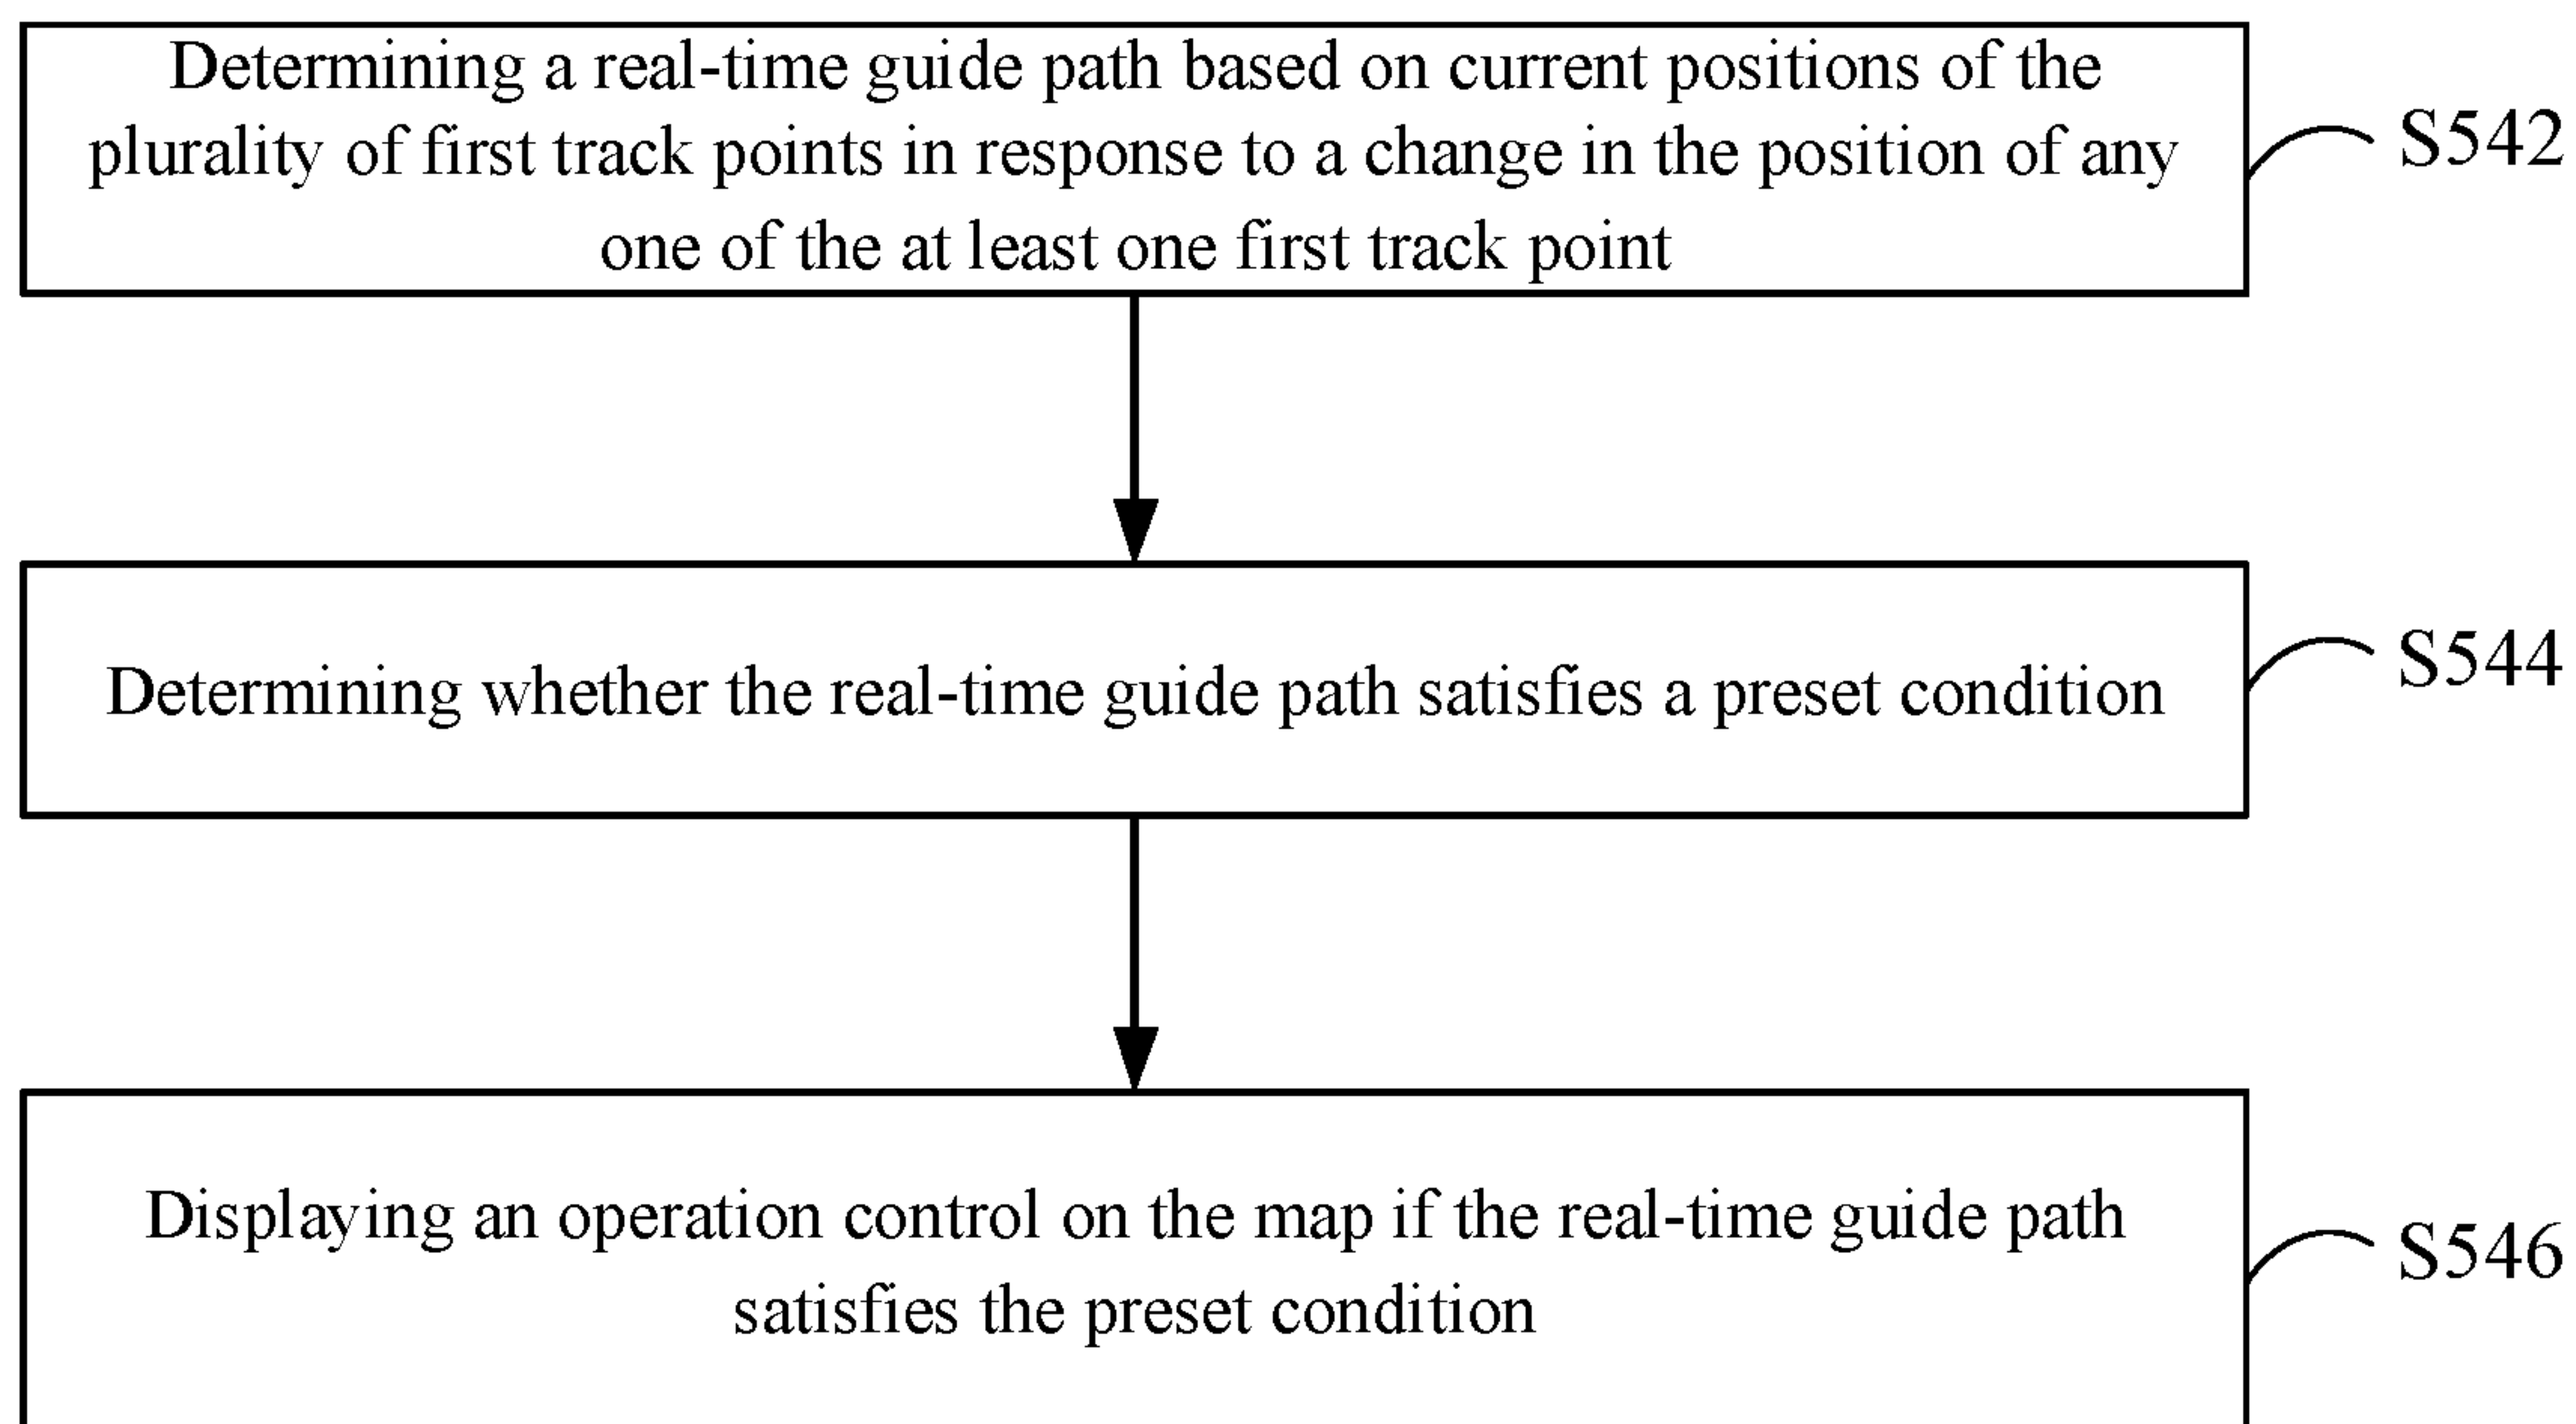 Determining a real-time guide path based on current positions of the
plurality of first track points in response to a change in the position of any
one of the at least one first track point
S542
Determining whether the real-time guide path satisfies a preset condition
S544
Displaying an operation control on the map if the real-time guide path
satisfies the preset condition
S546